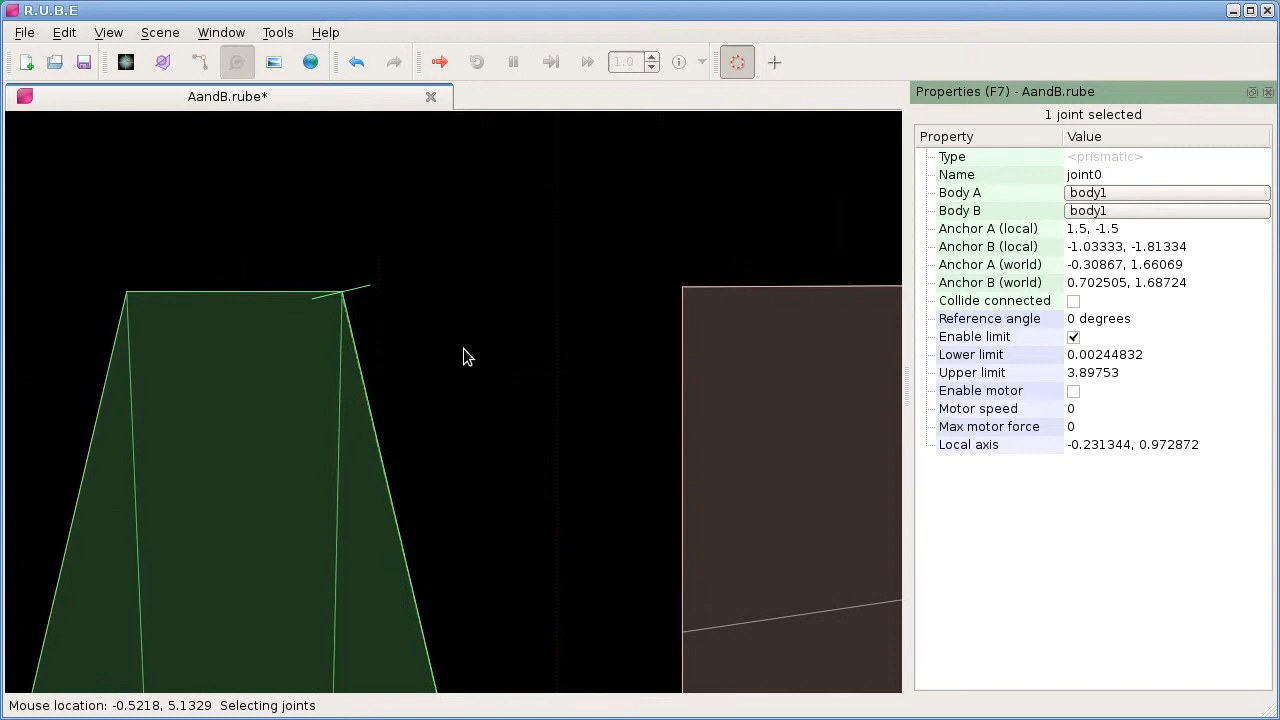 R.U.B.E
File Edit View Scene Window Tools Help
1.0
AandB.rube*
Properties (F7) - AandB.rube
1 joint selected
Property Value
Type <prismatic>
Name joint0
Body A body1
Body B body1
Anchor A (local) 1.5, -1.5
Anchor B (local) -1.03333, -1.81334
Anchor A (world) -0.30867, 1.66069
Anchor B (world) 0.702505, 1.68724
Collide connected
Reference angle 0 degrees
Enable limit
Lower limit 0.00244832
Upper limit 3.89753
Enable motor
Motor speed 0
Max motor force 0
Local axis -0.231344, 0.972872
Mouse location: -0.5218, 5.1329 Selecting joints